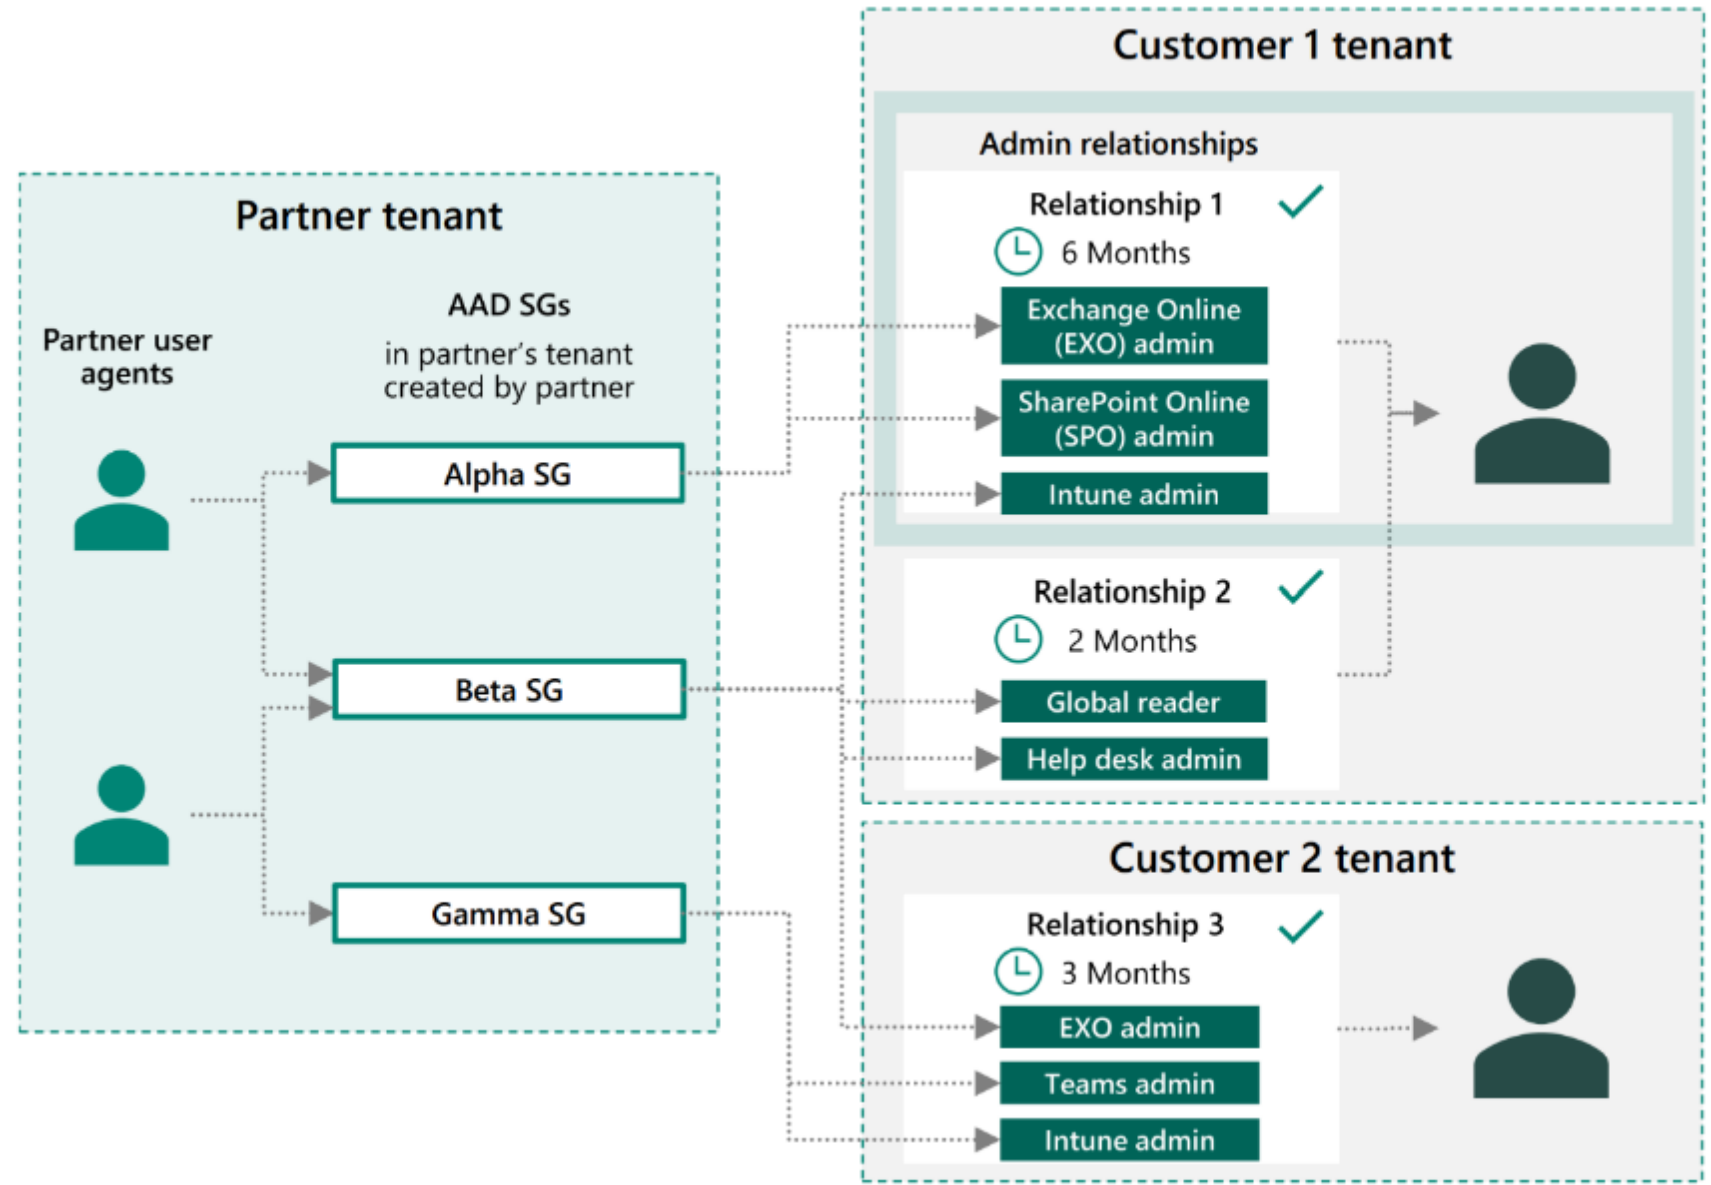 Customer 1 tenant
Admin relationships
Partner tenant
Relationship 1
6 Months
AAD SGs
in partner's tenant
created by partner
Partner user
agents
Exchange Online
(EXO) admin
SharePoint Online
(SPO) admin
Alpha SG
Intune admin
Relationship 2
2 Months
Beta SG
Global reader
Help desk admin
Customer 2 tenant
Gamma SG
Relationship 3
3 Months
EXO admin
Teams admin
Intune admin